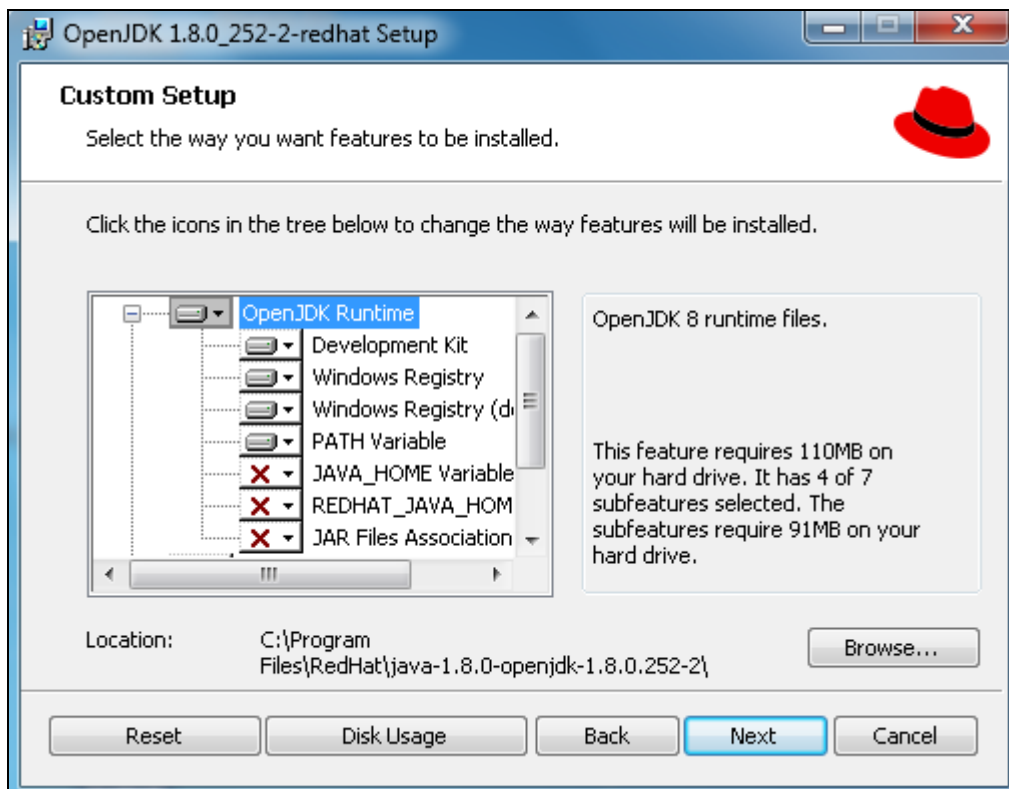 OpenJDK 1.8.0_252-2-redhat Setup
Custom Setup
Select the way you want features to be installed.
Click the icons in the tree below to change the way features will be installed.
OpenJDK Runtime
Development Kit
Windows Registry
Windows Registry (d
PATH Variable
JAVA_HOME Variable
REDHAT_JAVA_HOM
JAR Files Association
OpenJDK 8 runtime files.
This feature requires 110MB on
your hard drive. It has 4 of 7
subfeatures selected. The
subfeatures require 91MB on your
hard drive.
Location:
C:\Program
Files\RedHat\java-1.8.0-openjdk-1.8.0.252-2\
Browse...
Reset
Disk Usage
Back
Next
Cancel